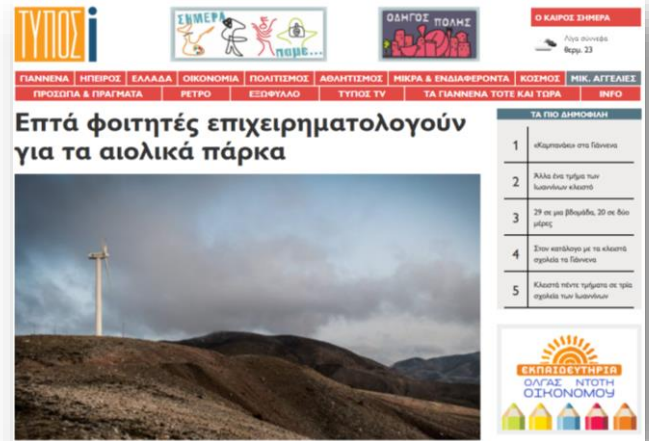 ΤΥΠΟΣ i
ΣΗΜΕΡΑ
παμε...
ΟΔΗΓΟΣ ΠΟΛΗΣ
Ο ΚΑΙΡΟΣ ΣΗΜΕΡΑ
Λίγα σύννεφα
θερμ. 23
ΓΙΑΝΝΕΝΑ ΗΠΕΙΡΟΣ ΕΛΛΑΔΑ ΟΙΚΟΝΟΜΙΑ ΠΟΛΙΤΙΣΜΟΣ ΑΘΛΗΤΙΣΜΟΣ ΜΙΚΡΑ & ΕΝΔΙΑΦΕΡΟΝΤΑ ΚΟΣΜΟΣ ΜΙΚ. ΑΓΓΕΛΙΕΣ
ΠΡΟΣΩΠΑ & ΠΡΑΓΜΑΤΑ ΡΕΤΡΟ ΕΞΩΦΥΛΛΟ ΤΥΠΟΣ TV ΤΑ ΓΙΑΝΝΕΝΑ ΤΟΤΕ ΚΑΙ ΤΩΡΑ INFO
Επτά φοιτητές επιχειρηματολογούν
για τα αιολικά πάρκα
ΤΑ ΠΙΟ ΔΗΜΟΦΙΛΗ
1 «Καμπανάκι» στα Γιάννενα
2 Άλλα ένα τμήμα των
Ιωαννίνων κλειστό
3 29 σε μια βδομάδα, 20 σε δύο
μέρες
4 Στον κατάλογο με τα κλειστά
σχολεία τα Γιάννενα
5 Κλειστά πέντε τμήματα σε τρία
σχολεία των Ιωαννίνων
ΕΚΠΑΙΔΕΥΤΗΡΙΑ
ΟΛΓΑΣ ΝΤΟΤΗ
ΟΙΚΟΝΟΜΟΥ